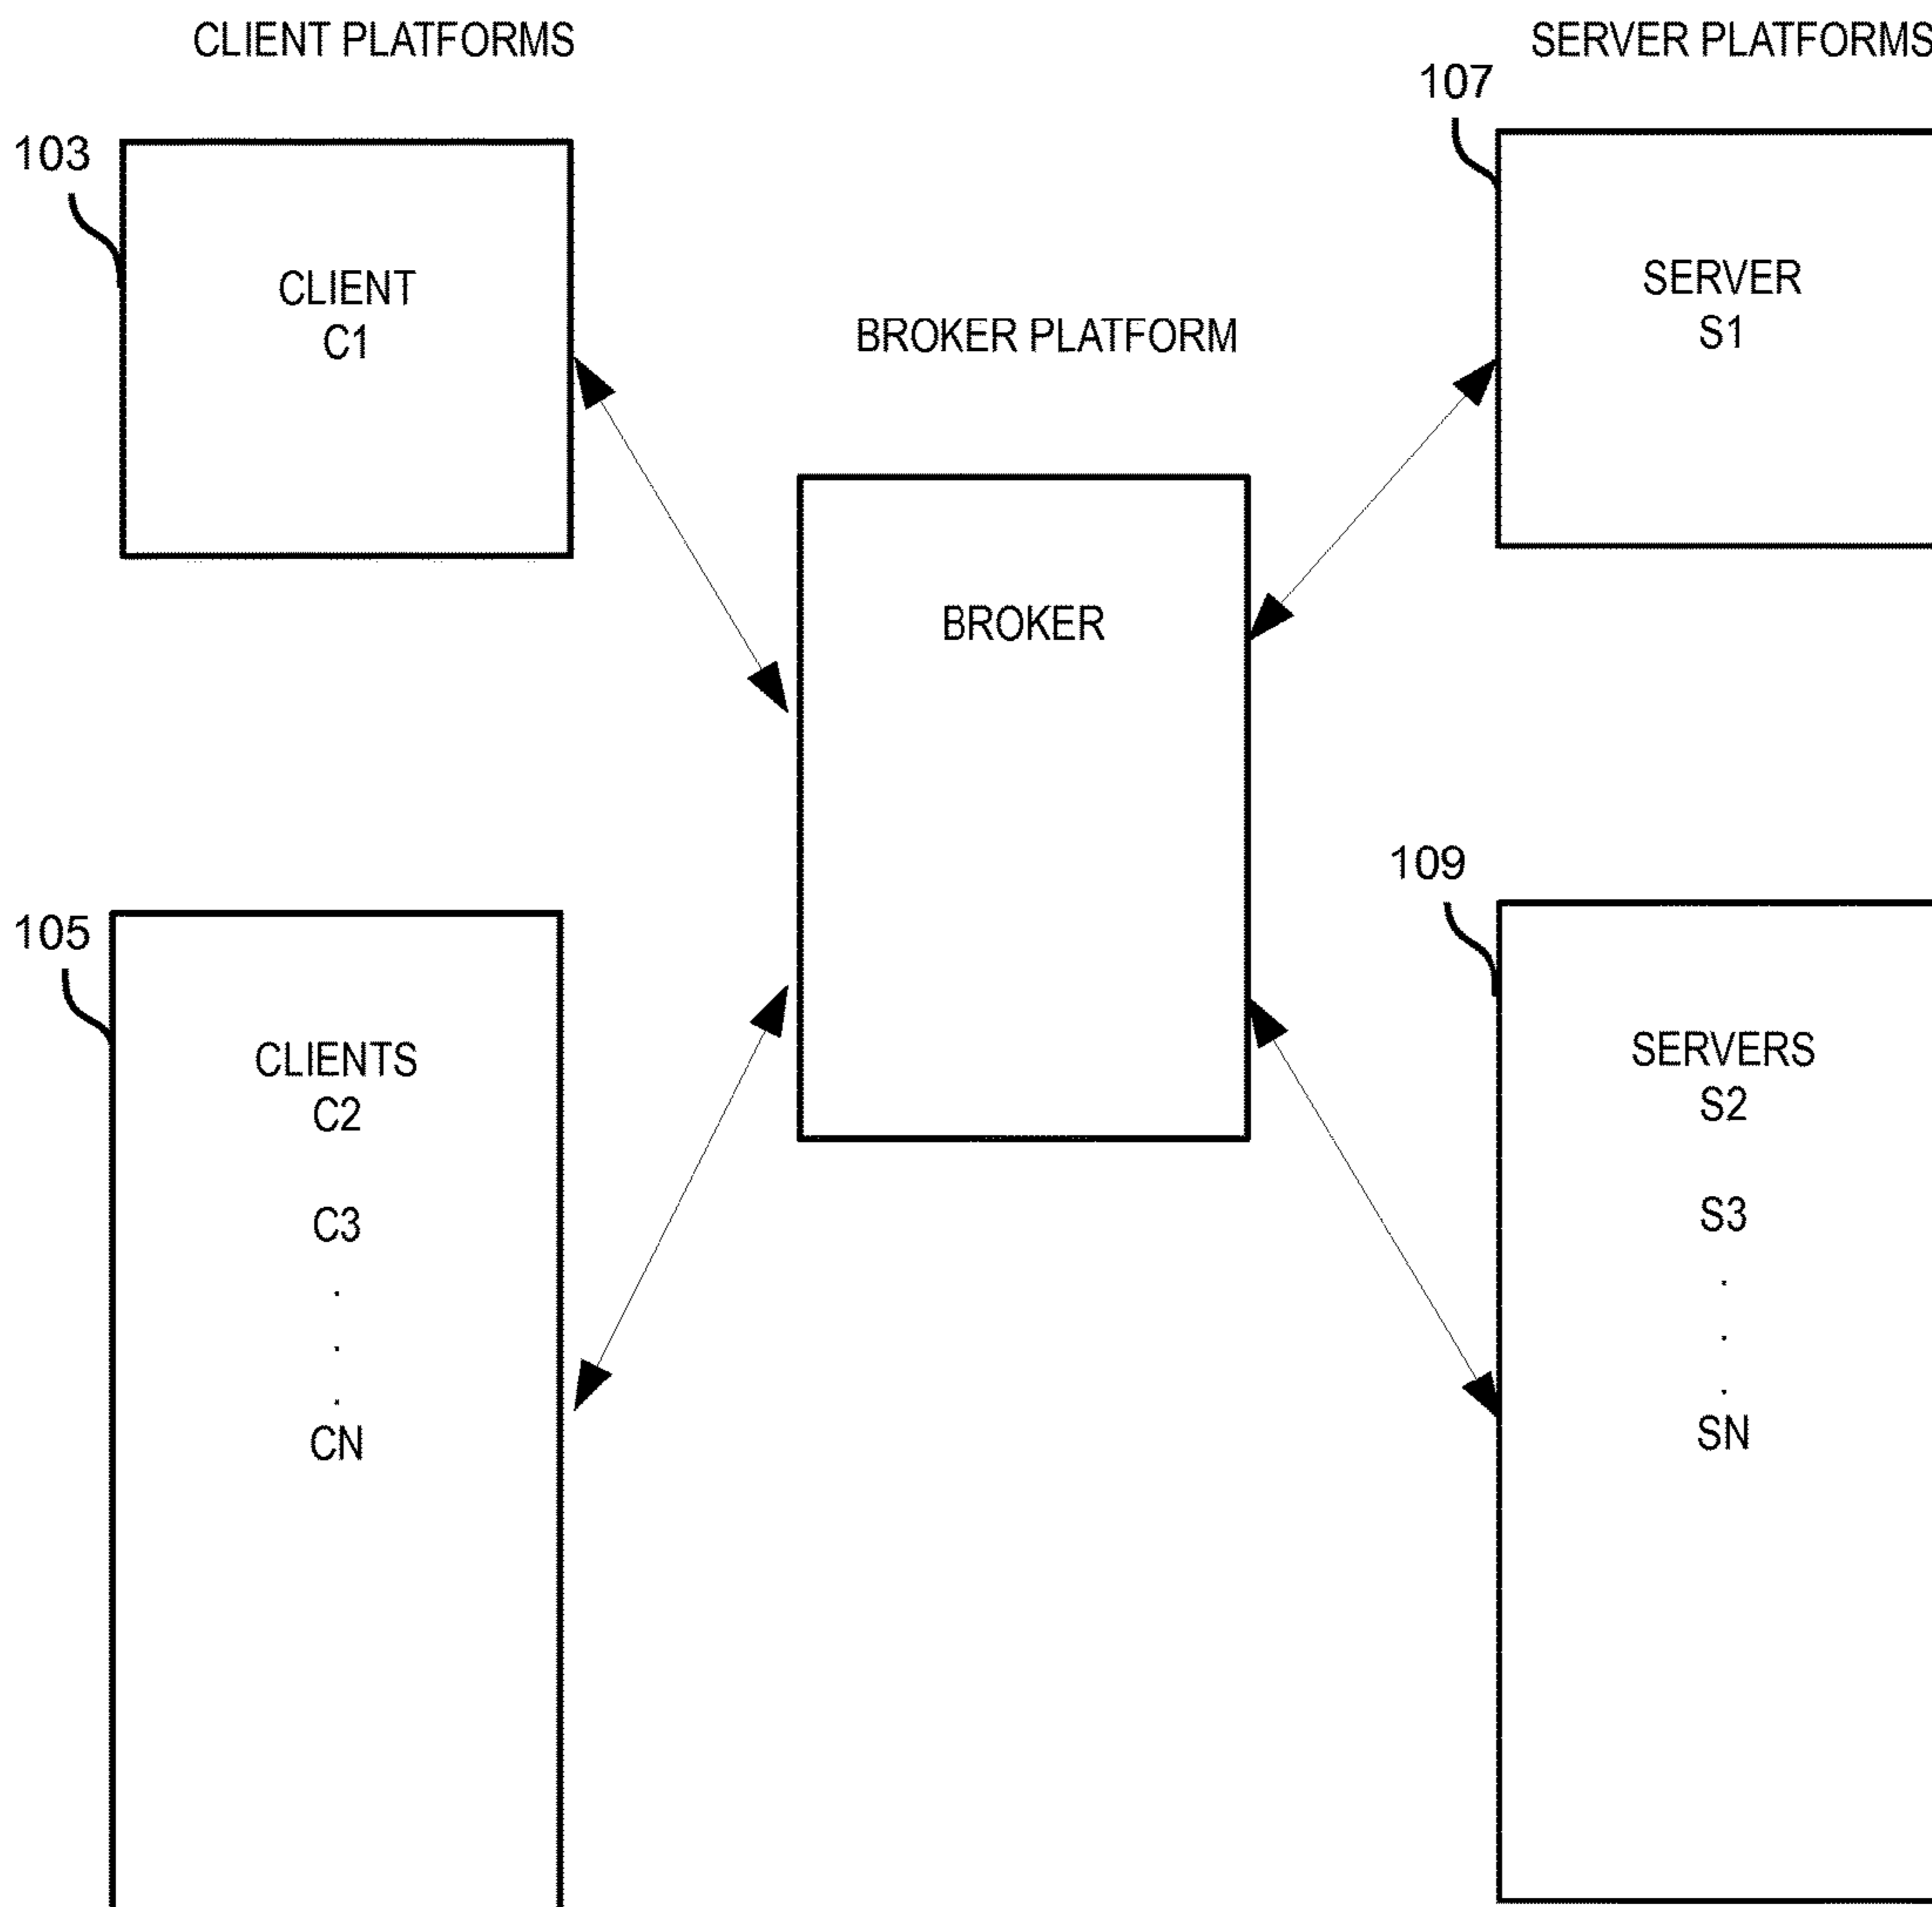 CLIENT PLATFORMS
SERVER PLATFORMS
107
103
CLIENT
C1
SERVER
S1
BROKER PLATFORM
BROKER
109
105
CLIENTS
C2
C3
.
.
.
CN
SERVERS
S2
S3
.
.
.
SN